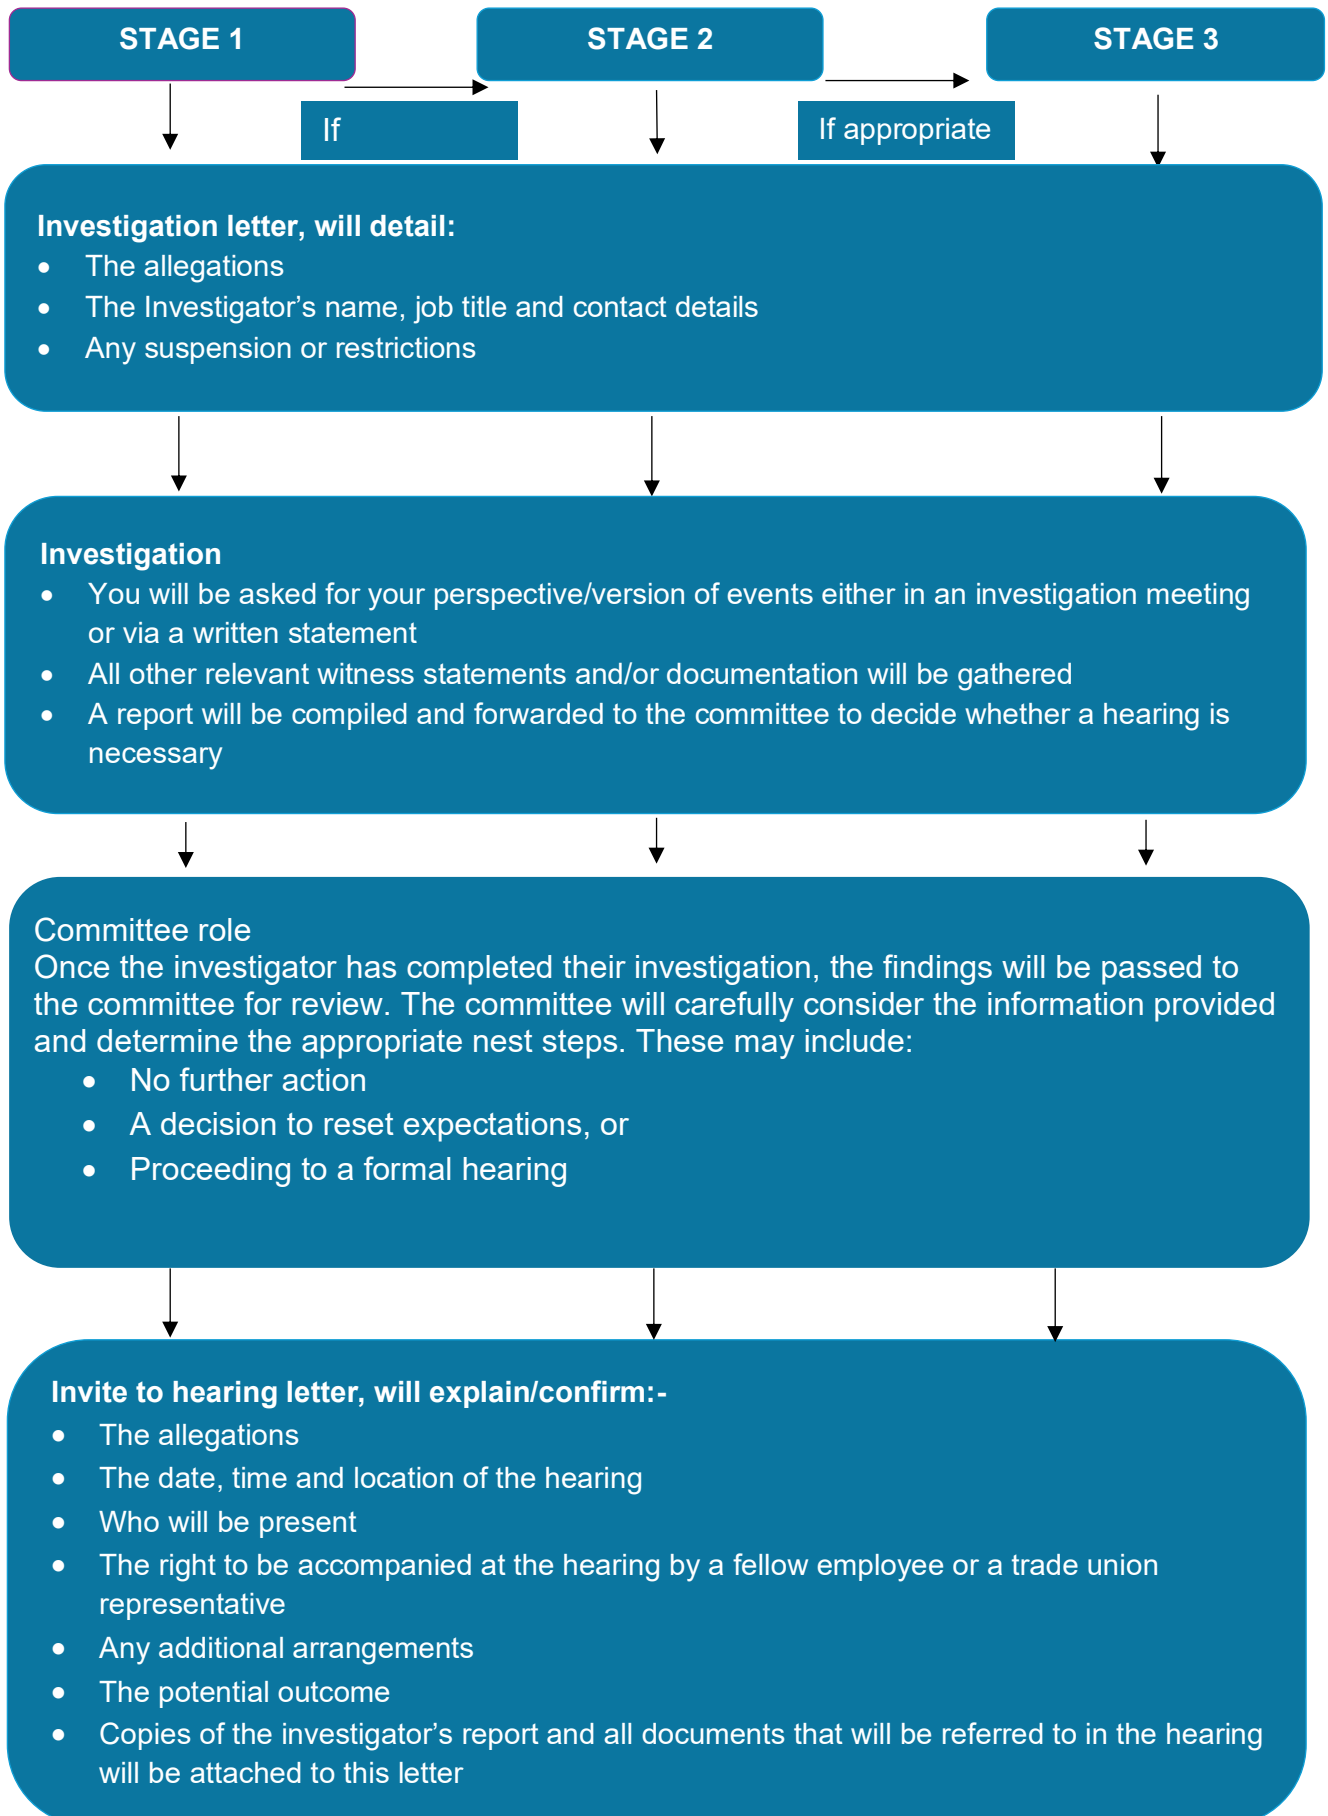 STAGE 1
STAGE 2
STAGE 3
If
If appropriate
Investigation letter, will detail:
• The allegations
• The Investigator’s name, job title and contact details
• Any suspension or restrictions
Investigation
• You will be asked for your perspective/version of events either in an investigation meeting
or via a written statement
• All other relevant witness statements and/or documentation will be gathered
• A report will be compiled and forwarded to the committee to decide whether a hearing is
necessary
Committee role
Once the investigator has completed their investigation, the findings will be passed to
the committee for review. The committee will carefully consider the information provided
and determine the appropriate nest steps. These may include:
• No further action
• A decision to reset expectations, or
• Proceeding to a formal hearing
Invite to hearing letter, will explain/confirm:-
• The allegations
• The date, time and location of the hearing
• Who will be present
• The right to be accompanied at the hearing by a fellow employee or a trade union
representative
• Any additional arrangements
• The potential outcome
• Copies of the investigator’s report and all documents that will be referred to in the hearing
will be attached to this letter